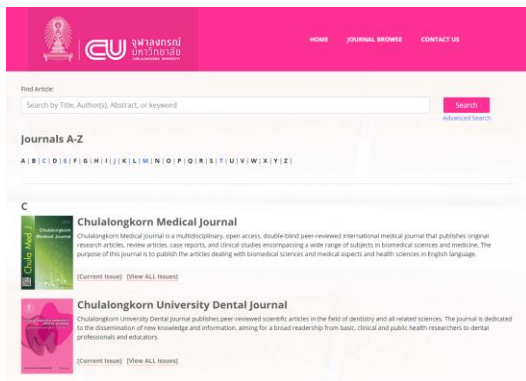 จุฬาลงกรณ์
มหาวิทยาลัย
CHULALONGKORN UNIVERSITY
HOME JOURNAL BROWSE CONTACT US
Find Article:
Search by Title, Author(s), Abstract, or keyword
Search
Advanced Search
Journals A-Z
A | B | C | D | E | F | G | H | I | J | K | L | M | N | O | P | Q | R | S | T | U | V | W | X | Y | Z |
C
Chulalongkorn
Medical Journal
Chula Med J
Chulalongkorn Medical Journal
Chulalongkorn Medical Journal is a multidisciplinary, open access, double-blind peer-reviewed international medical journal that publishes original
research articles, review articles, case reports, and clinical studies encompassing a wide range of subjects in biomedical sciences and medicine. The
purpose of this journal is to publish the articles dealing with biomedical sciences and medical aspects and health sciences in English language.
[Current Issue] [View ALL Issues]
Chulalongkorn University Dental Journal
Chulalongkorn University Dental Journal publishes peer-reviewed scientific articles in the field of dentistry and all related sciences. The journal is dedicated
to the dissemination of new knowledge and information, aiming for a broad readership from basic, clinical and public health researchers to dental
professionals and educators.
[Current Issue] [View ALL Issues]